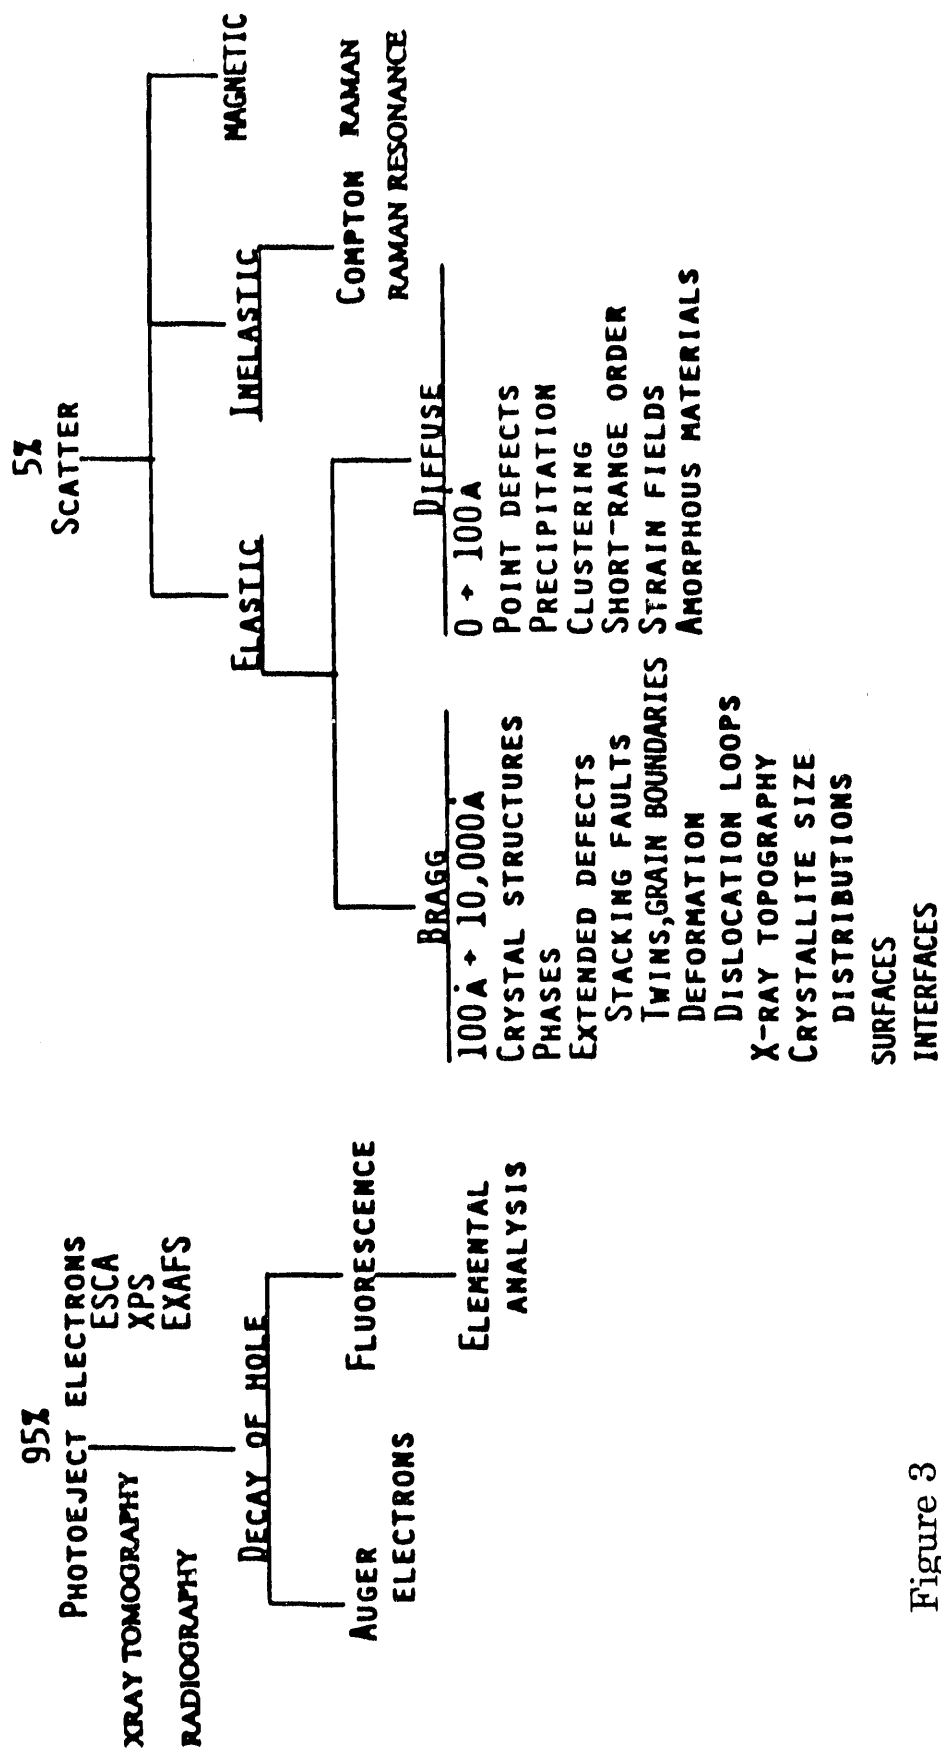 95%
PHOTOEJECT ELECTRONS
ESCA
XPS
EXAFS
XRAY TOMOGRAPHY
RADIOGRAPHY
DECAY OF HOLE
AUGER
ELECTRONS
FLUORESCENCE
ELEMENTAL
ANALYSIS
5%
SCATTER
ELASTIC
INELASTIC
MAGNETIC
COMPTON RAMAN
RAMAN RESONANCE
BRAGG
100Å → 10,000Å
CRYSTAL STRUCTURES
PHASES
EXTENDED DEFECTS
STACKING FAULTS
TWINS,GRAIN BOUNDARIES
DEFORMATION
DISLOCATION LOOPS
X-RAY TOPOGRAPHY
CRYSTALLITE SIZE
DISTRIBUTIONS
SURFACES
INTERFACES
DIFFUSE
0 → 100Å
POINT DEFECTS
PRECIPITATION
CLUSTERING
SHORT-RANGE ORDER
STRAIN FIELDS
AMORPHOUS MATERIALS
Figure 3